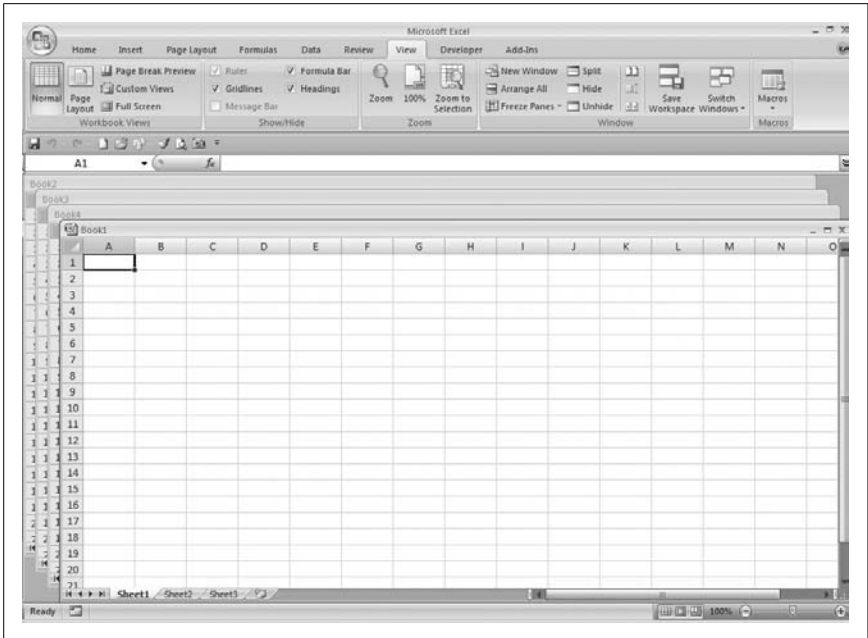 Microsoft Excel
Home Insert Page Layout Formulas Data Review View Developer Add-Ins
Normal
Page Layout
Page Break Preview
Custom Views
Full Screen
Workbook Views
Ruler
Gridlines
Message Bar
Formula Bar
Headings
Show/Hide
Zoom
100%
Zoom to Selection
Zoom
New Window
Arrange All
Freeze Panes
Split
Hide
Unhide
Save Workspace
Switch Windows
Window
Macros
Macros
A1 fx
Book2
Book3
Book4
Book1
A B C D E F G H I J K L M N O
1
2
3
4
5
6
7
8
9
10
11
12
13
14
15
16
17
18
19
20
21
Sheet1 Sheet2 Sheet3
Ready 100%